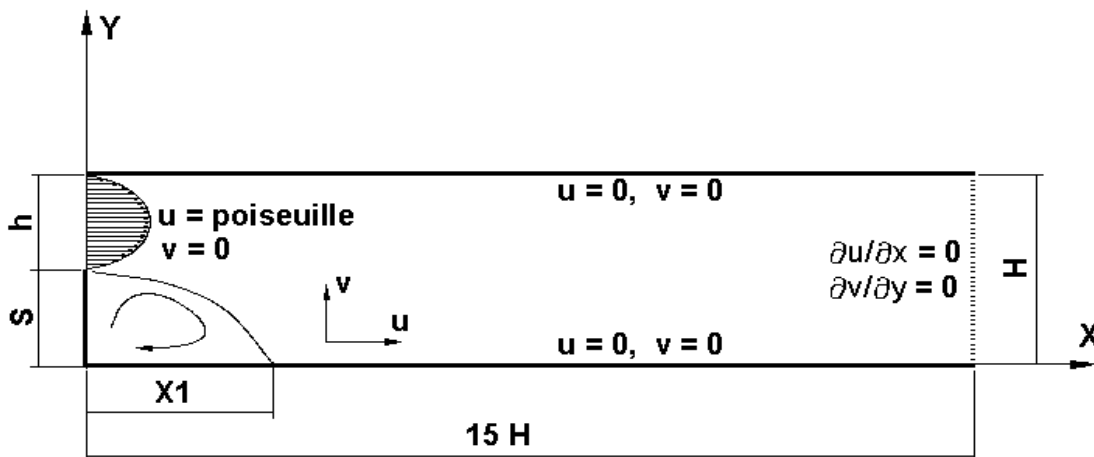 Y
u = 0, v = 0
h
u = poiseuille
v = 0
∂u/∂x = 0
∂v/∂y = 0
H
S
v
u
u = 0, v = 0
X
X1
15 H